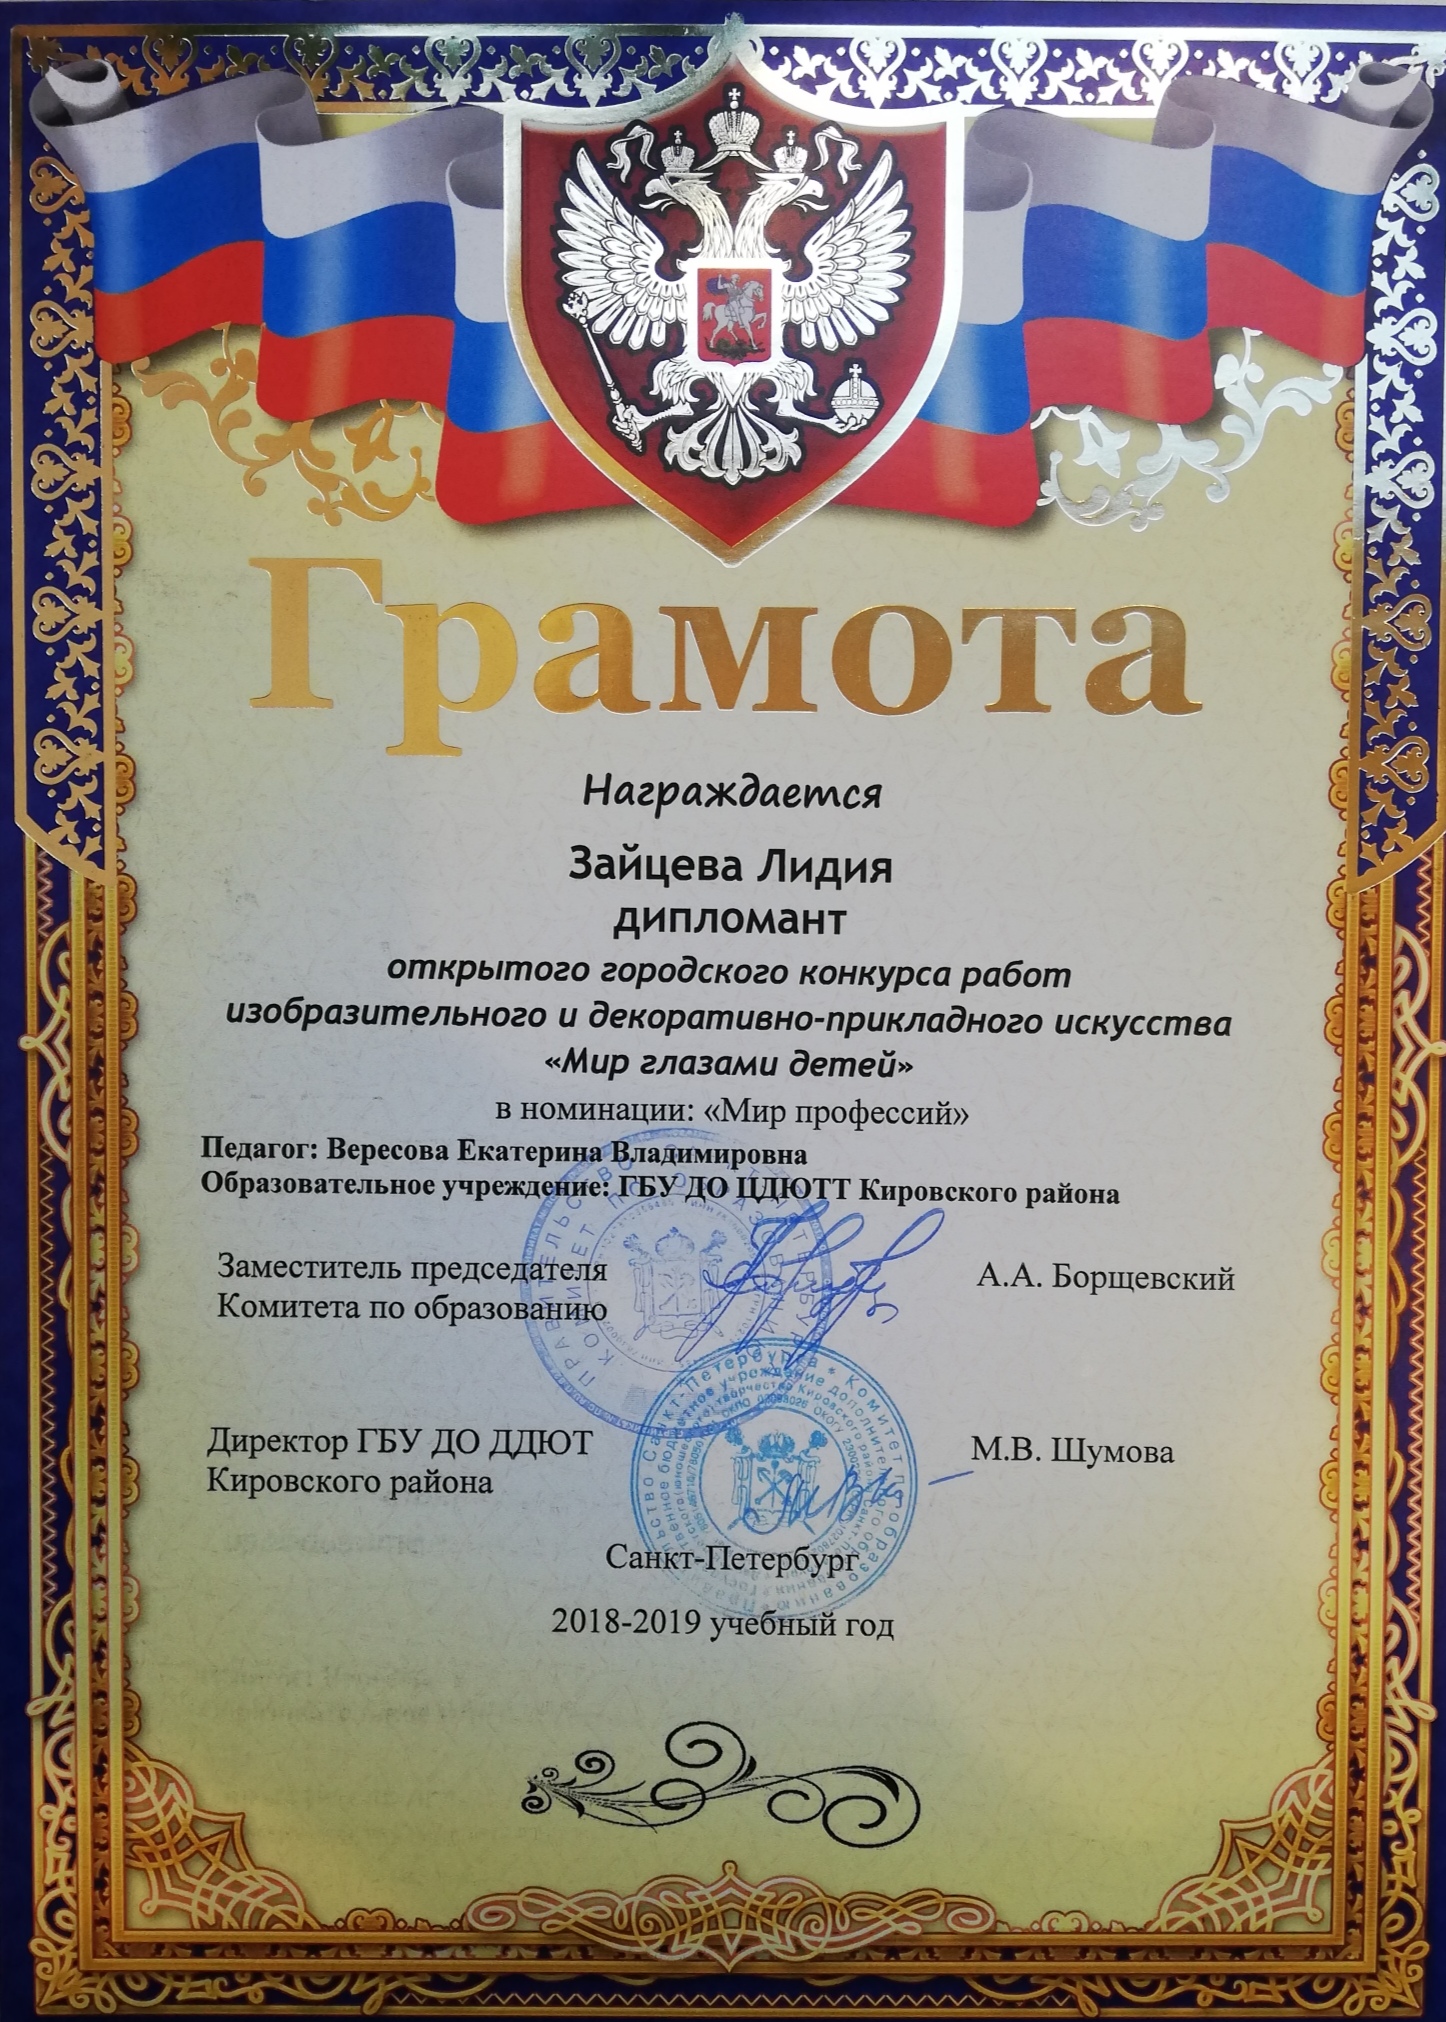 Грамота
Награждается
Зайцева Лидия
дипломант
открытого городского конкурса работ
изобразительного и декоративно-прикладного искусства
«Мир глазами детей»
в номинации: «Мир профессий»
Педагог: Вересова Екатерина Владимировна
Образовательное учреждение: ГБУ ДО ЦДЮТТ Кировского района
Заместитель председателя
Комитета по образованию
А.А. Борщевский
Директор ГБУ ДО ДДЮТ
Кировского района
М.В. Шумова
Санкт-Петербург
2018-2019 учебный год